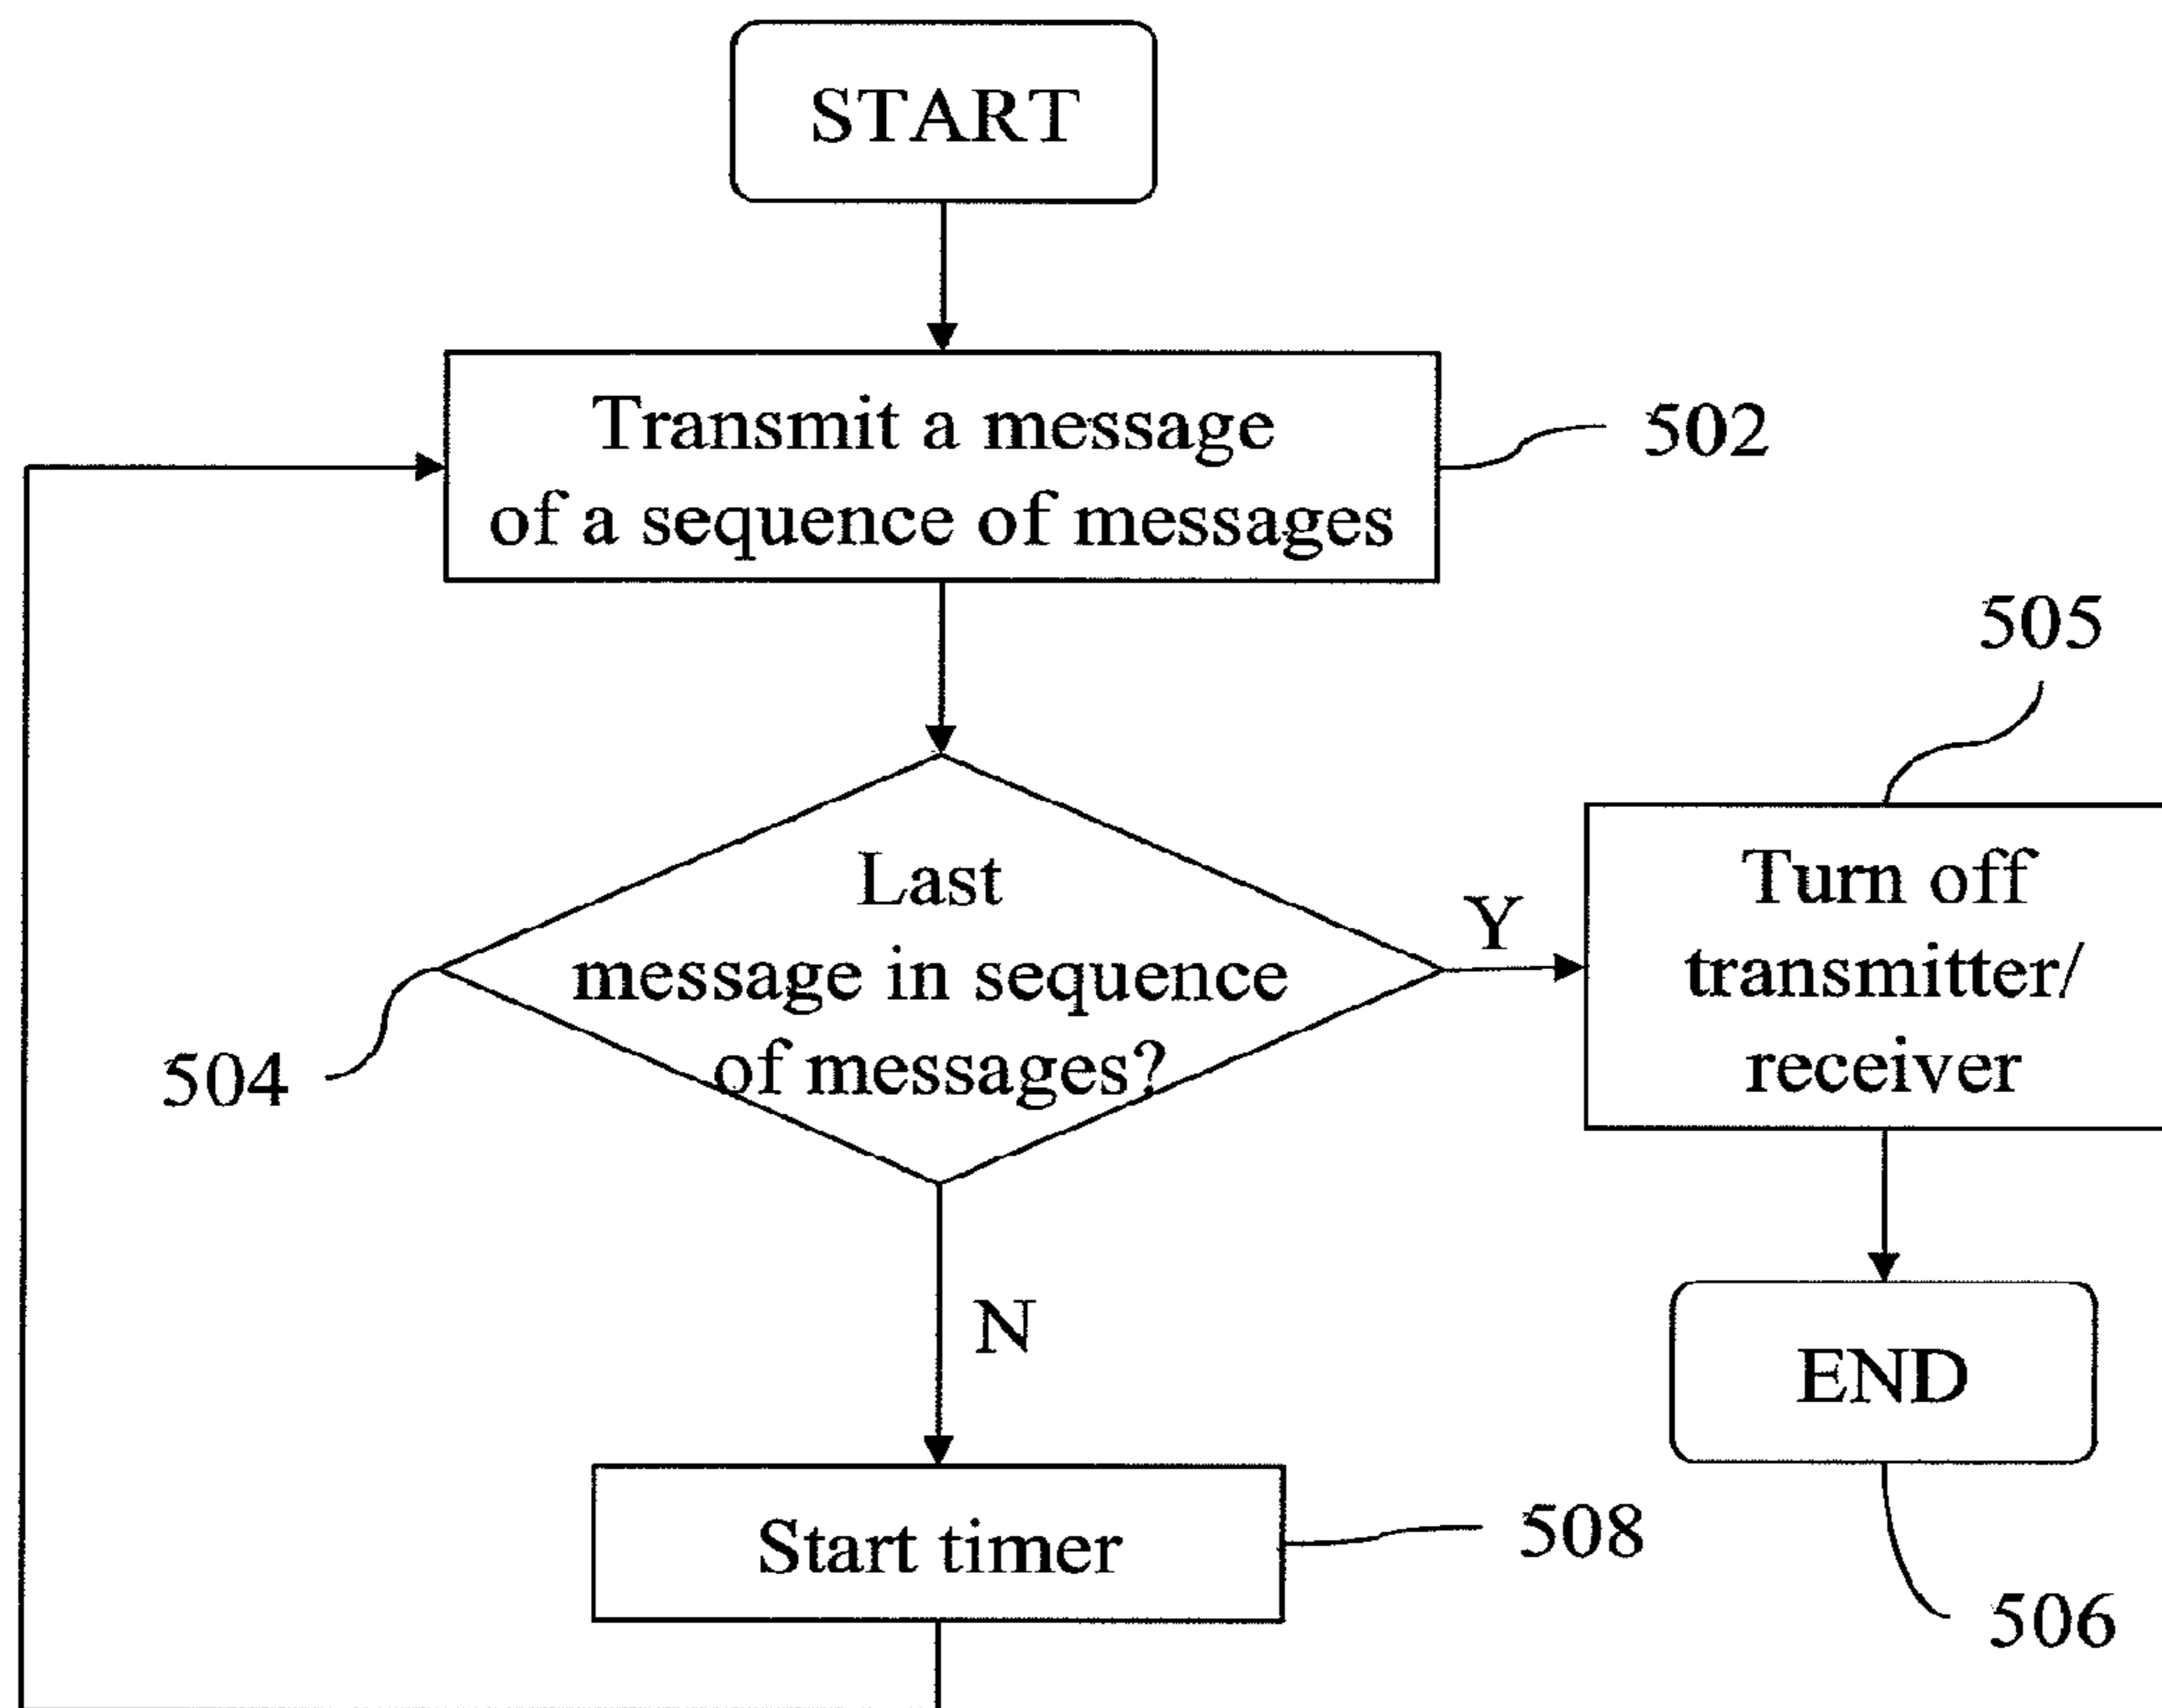 START
Transmit a message
of a sequence of messages
502
505
Last
message in sequence
of messages?
504
Y
Turn off
transmitter/
receiver
N
END
Start timer
508
506